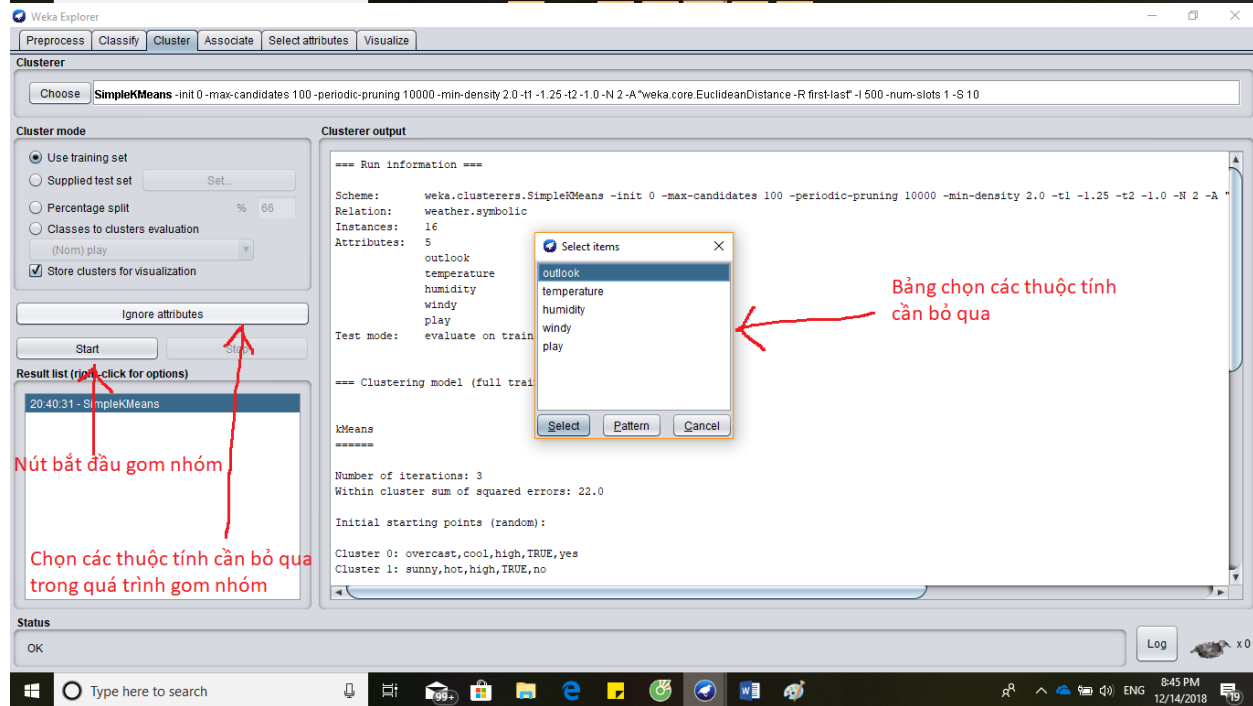 Weka Explorer
Preprocess Classify Cluster Associate Select attributes Visualize
Clusterer
Choose SimpleKMeans -init 0 -max-candidates 100 -periodic-pruning 10000 -min-density 2.0 -t1 -1.25 -t2 -1.0 -N 2 -A "weka.core.EuclideanDistance -R first-last" -I 500 -num-slots 1 -S 10
Cluster mode
Use training set
Supplied test set Set...
Percentage split % 66
Classes to clusters evaluation
(Nom) play
Store clusters for visualization
Ignore attributes
Start Stop
Result list (right-click for options)
20:40:31 - SimpleKMeans
Nút bắt đầu gom nhóm
Chọn các thuộc tính cần bỏ qua
trong quá trình gom nhóm
Clusterer output
=== Run information ===
Scheme: weka.clusterers.SimpleKMeans -init 0 -max-candidates 100 -periodic-pruning 10000 -min-density 2.0 -t1 -1.25 -t2 -1.0 -N 2 -A "
Relation: weather.symbolic
Instances: 16
Attributes: 5
outlook
temperature
humidity
windy
play
Test mode: evaluate on train
=== Clustering model (full trai
kMeans
======
Number of iterations: 3
Within cluster sum of squared errors: 22.0
Initial starting points (random):
Cluster 0: overcast,cool,high,TRUE,yes
Cluster 1: sunny,hot,high,TRUE,no
Select items
outlook
temperature
humidity
windy
play
Select Pattern Cancel
Bảng chọn các thuộc tính
cần bỏ qua
Status
OK
Log x 0
Type here to search
99+
ENG
8:45 PM
12/14/2018
19